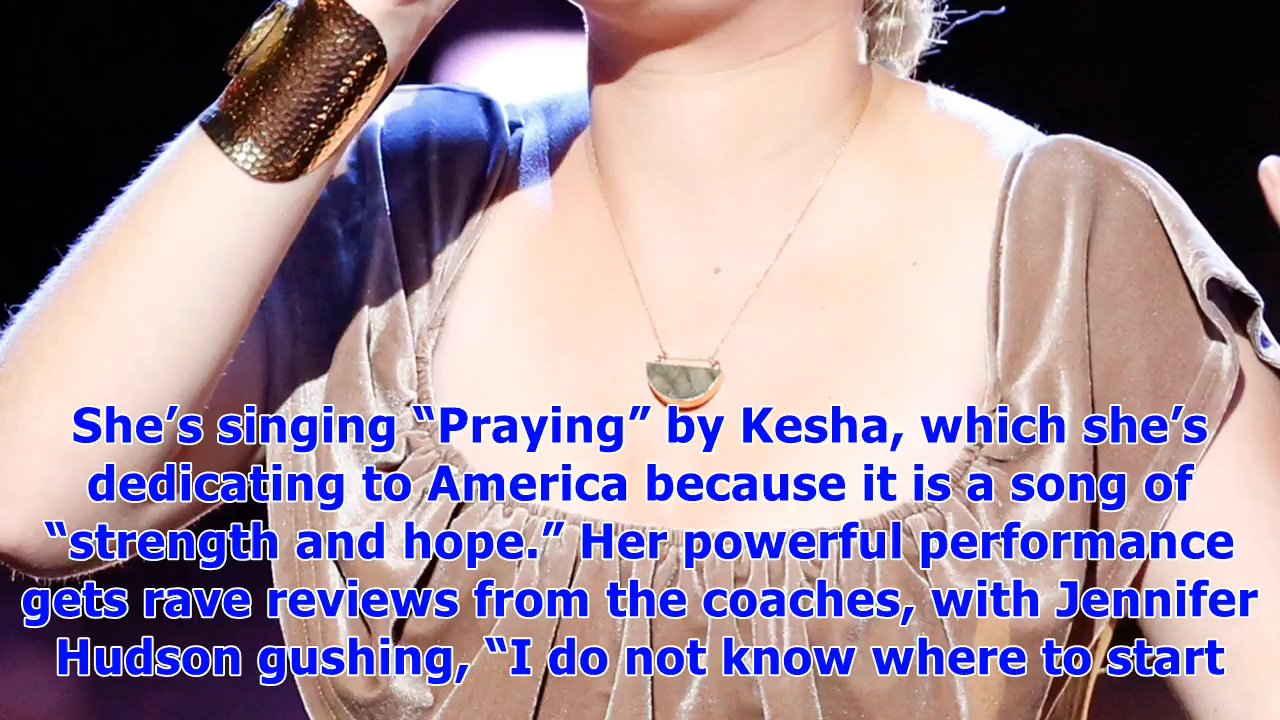 She’s singing “Praying” by Kesha, which she’s
dedicating to America because it is a song of
“strength and hope.” Her powerful performance
gets rave reviews from the coaches, with Jennifer
Hudson gushing, “I do not know where to start